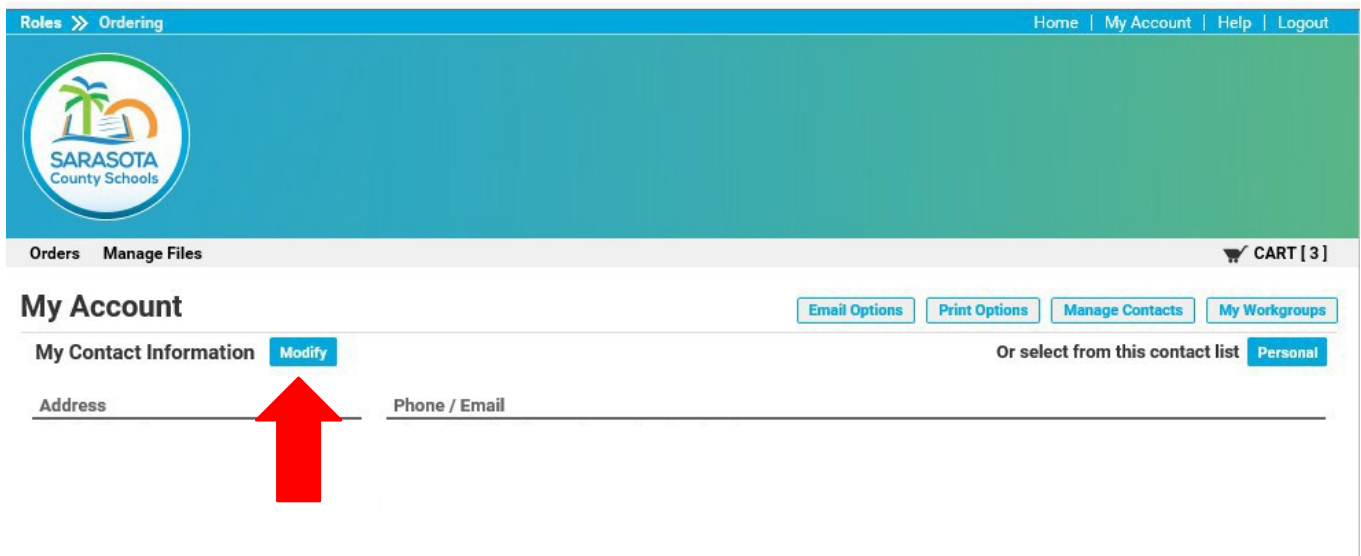 Roles >> Ordering Home | My Account | Help | Logout
SARASOTA
County Schools
Orders Manage Files CART [ 3 ]
My Account Email Options Print Options Manage Contacts My Workgroups
My Contact Information Modify Or select from this contact list Personal
Address Phone / Email